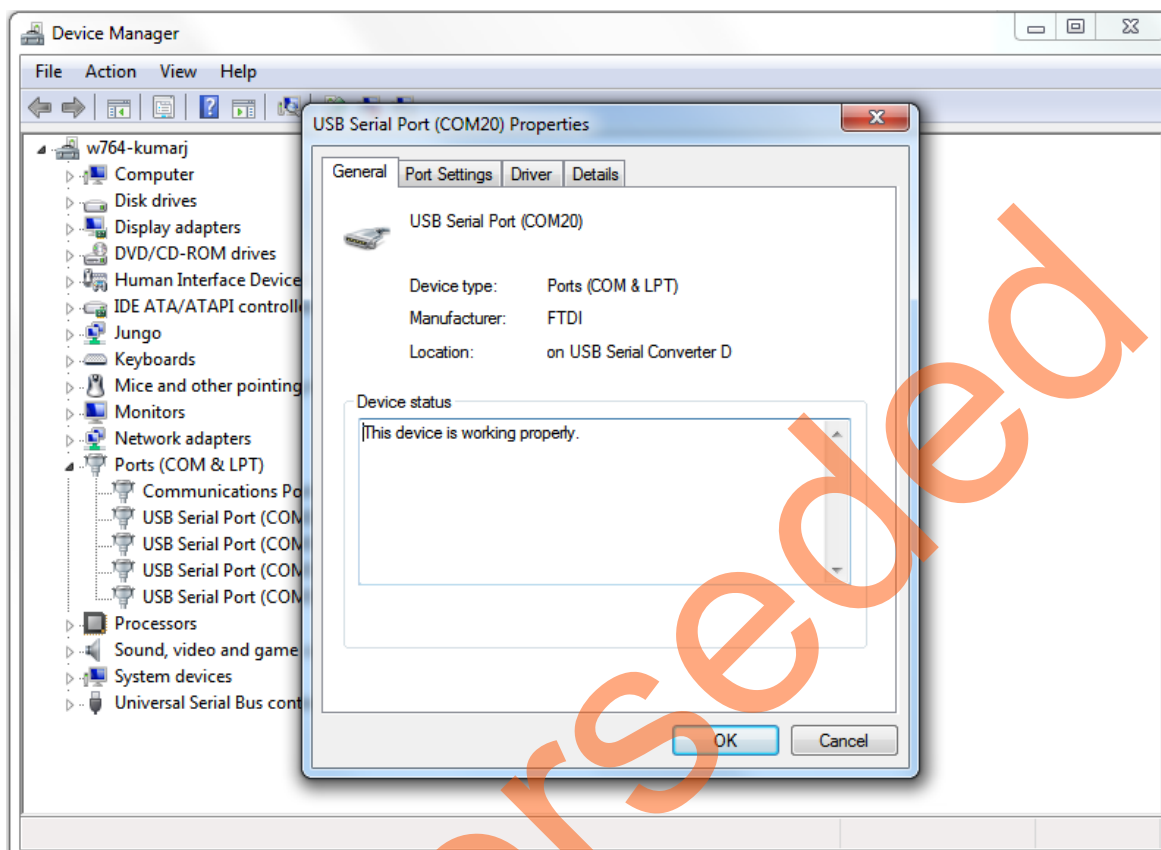 Device Manager
File Action View Help
w764-kumarj
Computer
Disk drives
Display adapters
DVD/CD-ROM drives
Human Interface Device
IDE ATA/ATAPI controll
Jungo
Keyboards
Mice and other pointing
Monitors
Network adapters
Ports (COM & LPT)
Communications Po
USB Serial Port (COM
USB Serial Port (COM
USB Serial Port (COM
USB Serial Port (COM
Processors
Sound, video and game
System devices
Universal Serial Bus cont
USB Serial Port (COM20) Properties
General Port Settings Driver Details
USB Serial Port (COM20)
Device type: Ports (COM & LPT)
Manufacturer: FTDI
Location: on USB Serial Converter D
Device status
This device is working properly.
OK Cancel
rseded